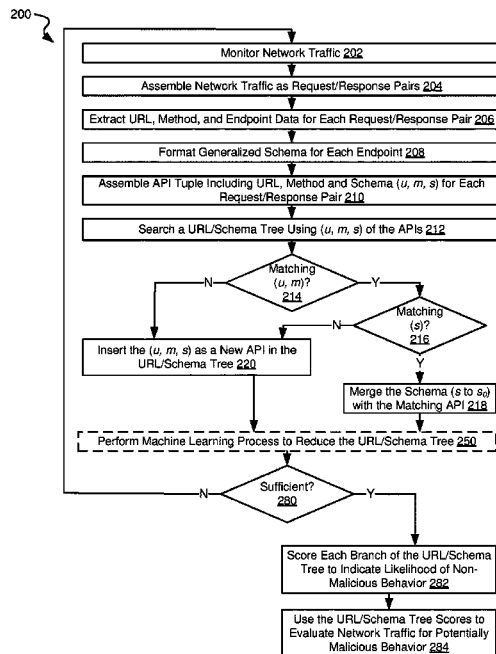 200
Monitor Network Traffic 202
Assemble Network Traffic as Request/Response Pairs 204
Extract URL, Method, and Endpoint Data for Each Request/Response Pair 206
Format Generalized Schema for Each Endpoint 208
Assemble API Tuple Including URL, Method and Schema (u, m, s) for Each
Request/Response Pair 210
Search a URL/Schema Tree Using (u, m, s) of the APIs 212
Matching
(u, m)?
214
N
Y
Matching
(s)?
216
N
Y
Insert the (u, m, s) as a New API in the
URL/Schema Tree 220
Merge the Schema (s to s₀)
with the Matching API 218
Perform Machine Learning Process to Reduce the URL/Schema Tree 250
Sufficient?
280
N
Y
Score Each Branch of the URL/Schema
Tree to Indicate Likelihood of Non-
Malicious Behavior 282
Use the URL/Schema Tree Scores to
Evaluate Network Traffic for Potentially
Malicious Behavior 284